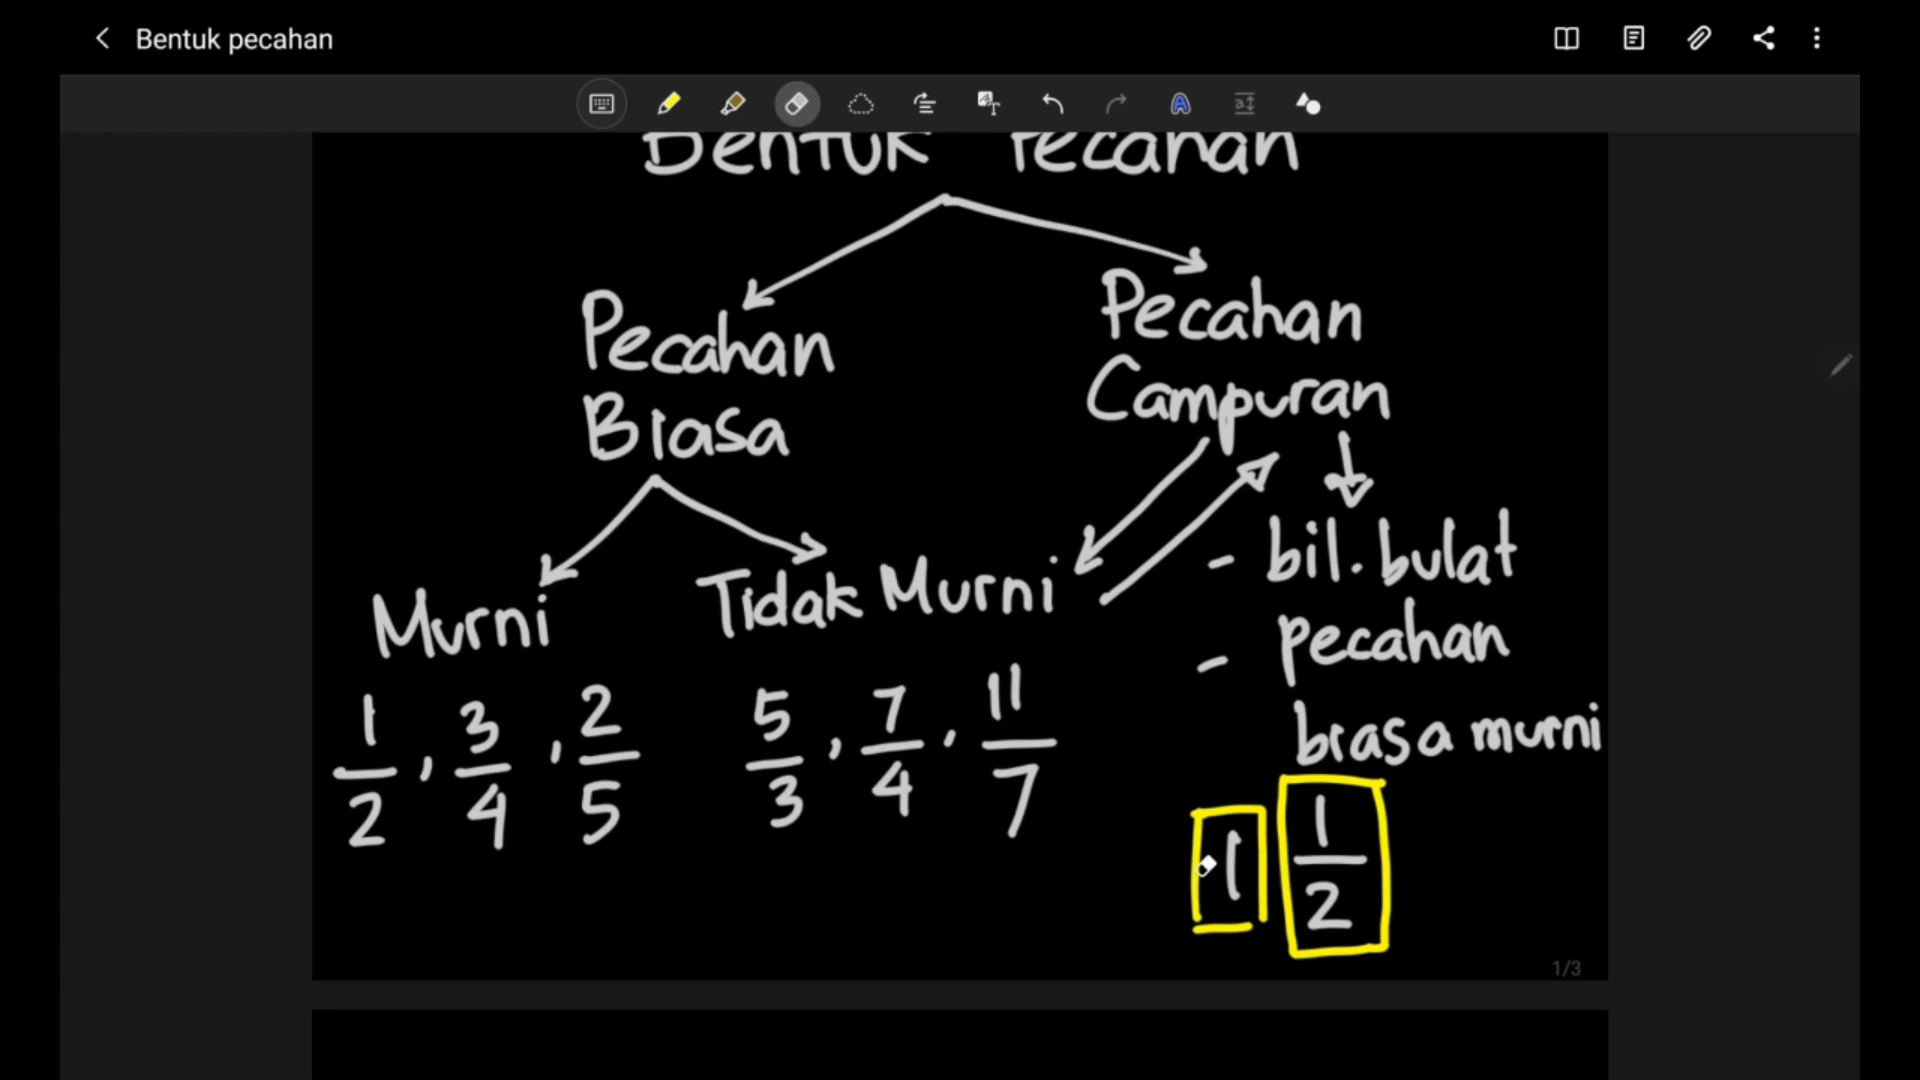 Bentuk pecahan
Bentuk Pecahan
Pecahan
Biasa
Pecahan
Campuran
Murni
Tidak Murni
- bil. bulat
- pecahan
biasa murni
1/2, 3/4, 2/5
5/3, 7/4, 11/7
1 1/2
1/3